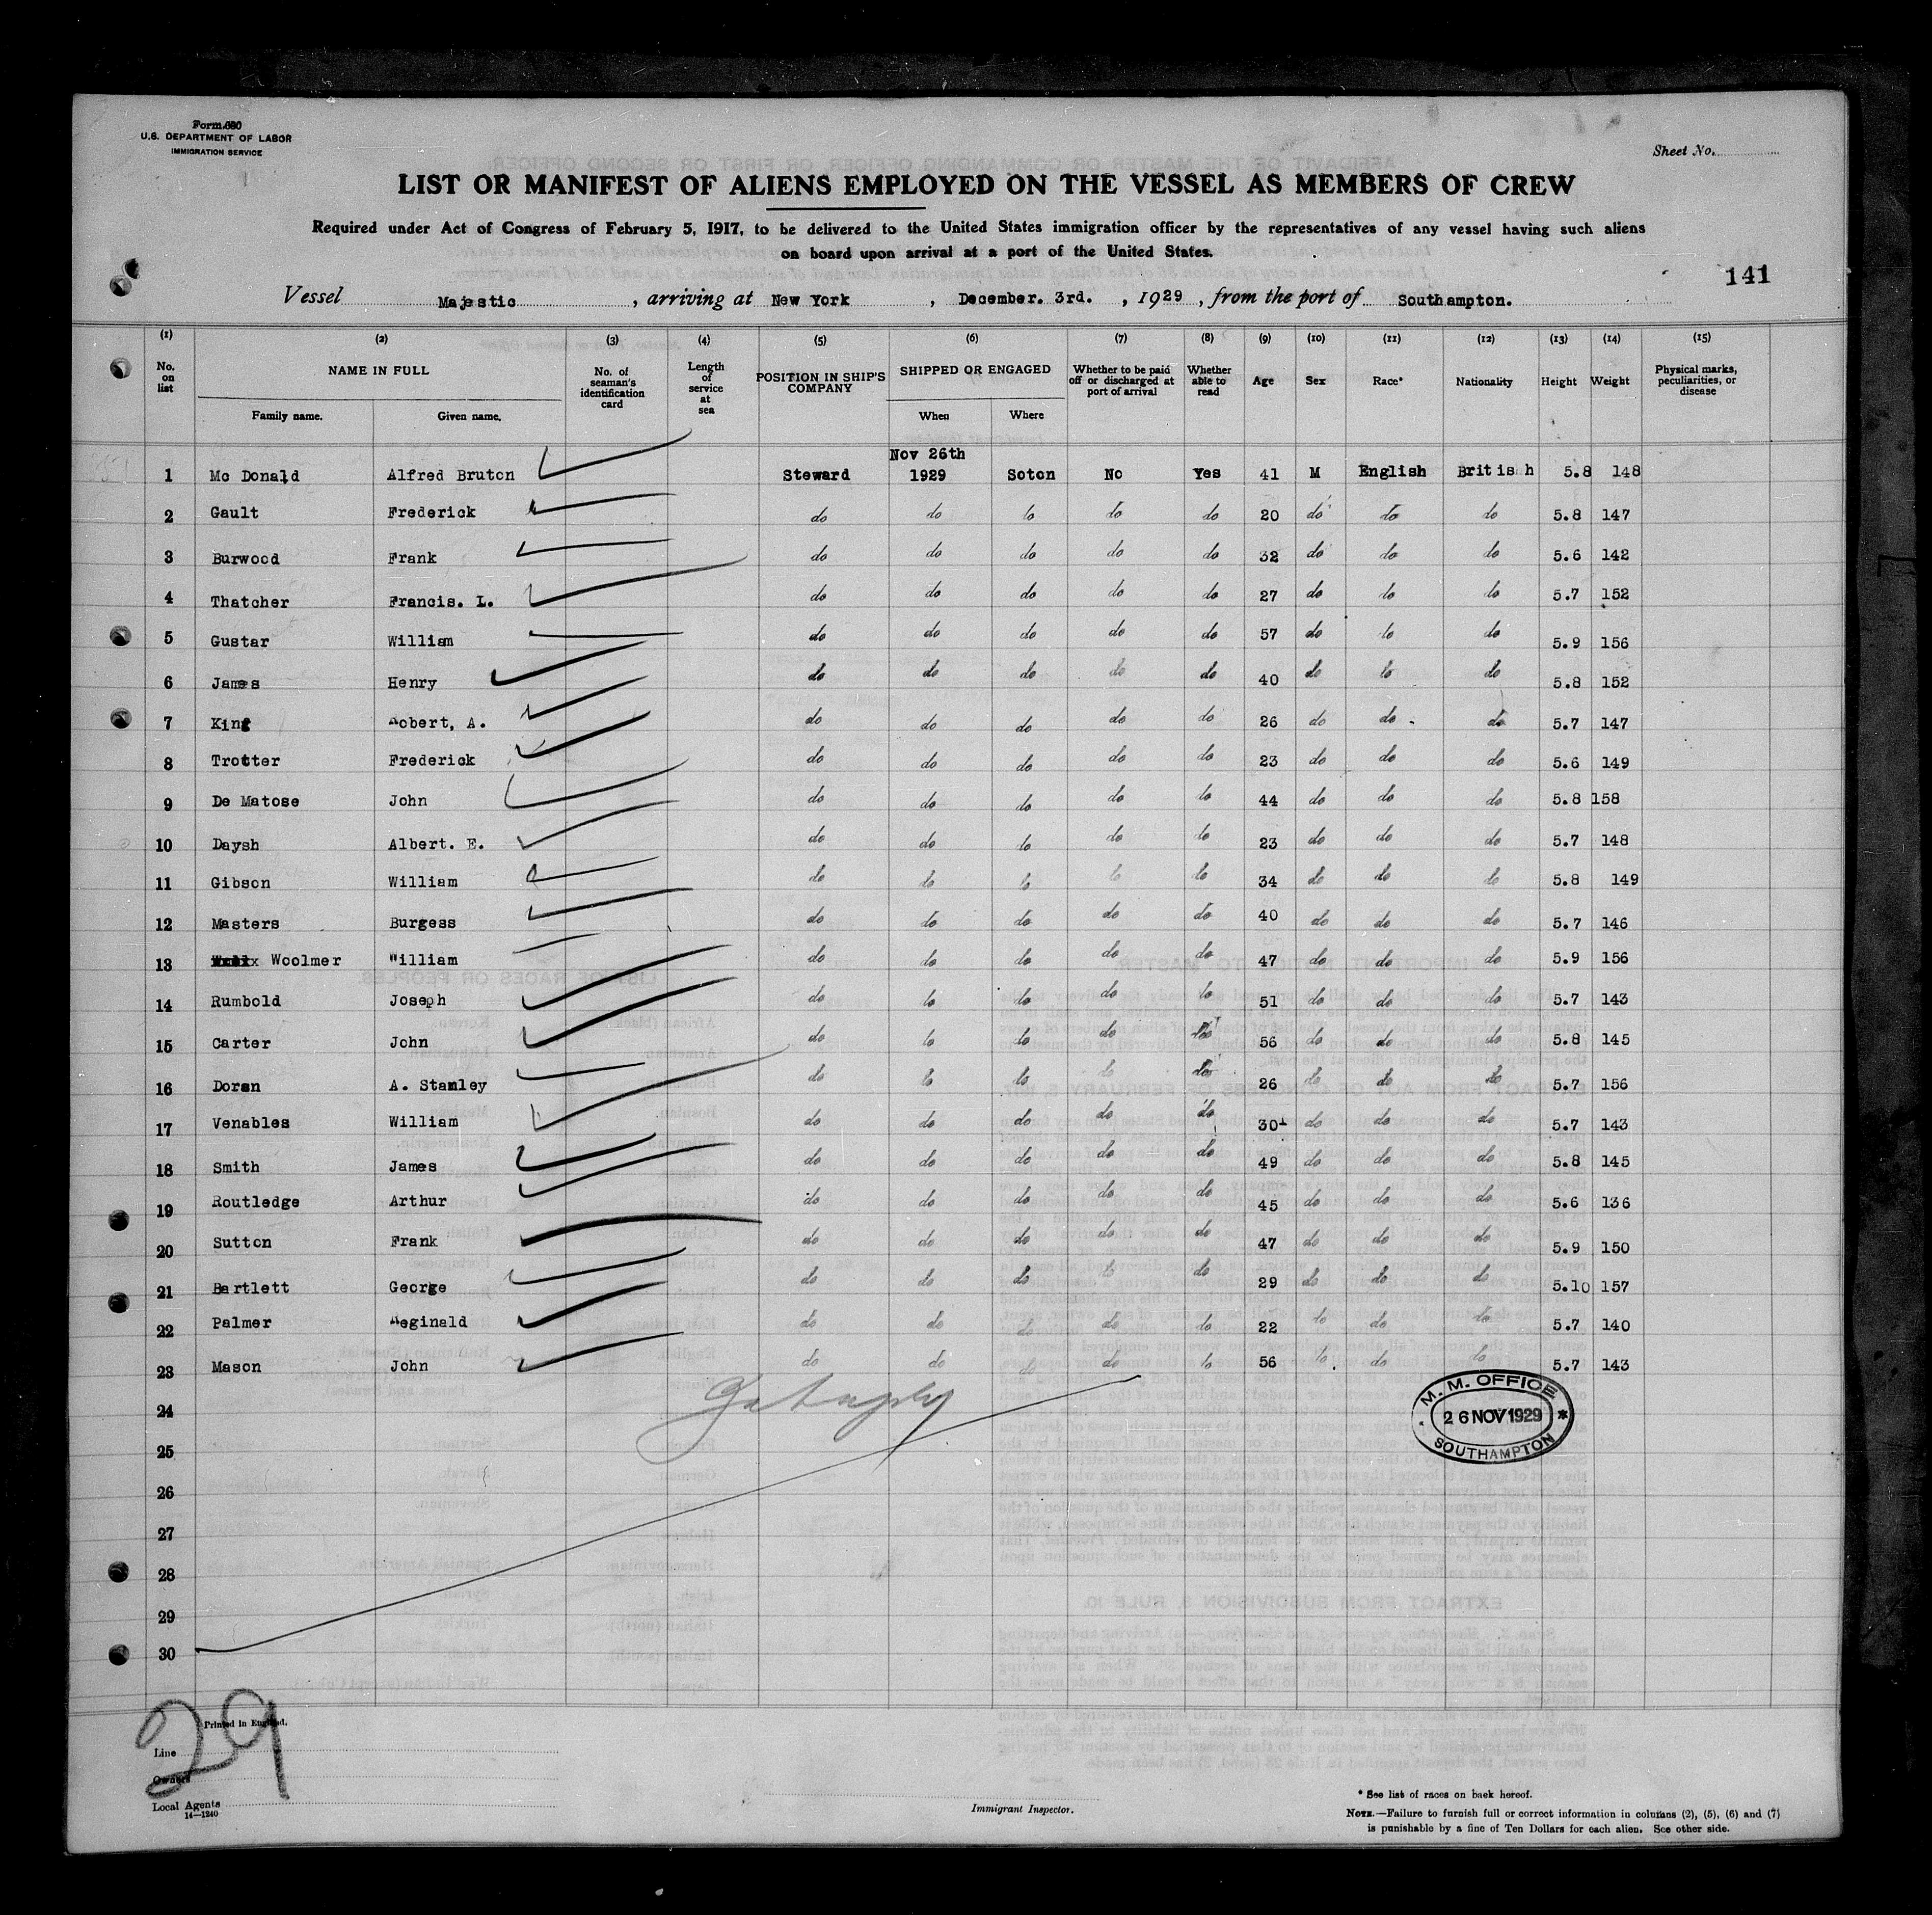 Form 680
U.S. DEPARTMENT OF LABOR
IMMIGRATION SERVICE
Sheet No.
LIST OR MANIFEST OF ALIENS EMPLOYED ON THE VESSEL AS MEMBERS OF CREW
Required under Act of Congress of February 5, 1917, to be delivered to the United States immigration officer by the representatives of any vessel having such aliens
on board upon arrival at a port of the United States.
141
Vessel Majestic , arriving at New York , December. 3rd. , 1929 , from the port of Southampton.
(1) (2) (3) (4) (5) (6) (7) (8) (9) (10) (11) (12) (13) (14) (15)
No. on list NAME IN FULL No. of seaman's identification card Length of service at sea POSITION IN SHIP'S COMPANY SHIPPED OR ENGAGED Whether to be paid off or discharged at port of arrival Whether able to read Age Sex Race* Nationality Height Weight Physical marks, peculiarities, or disease
Family name. Given name. When Where
Nov 26th
1 Mc Donald Alfred Bruton Steward 1929 Soton No Yes 41 M English British 5.8 148
2 Gault Frederick do do do do do 20 do do do 5.8 147
3 Burwood Frank do do do do do 32 do do do 5.6 142
4 Thatcher Francis. L. do do do do do 27 do do do 5.7 152
5 Gustar William do do do do do 57 do do do 5.9 156
6 James Henry do do do do do 40 do do do 5.8 152
7 King Robert, A. do do do do do 26 do do do 5.7 147
8 Trotter Frederick do do do do do 23 do do do 5.6 149
9 De Matose John do do do do do 44 do do do 5.8 158
10 Daysh Albert. E. do do do do do 23 do do do 5.7 148
11 Gibson William do do do do do 34 do do do 5.8 149
12 Masters Burgess do do do do do 40 do do do 5.7 146
13 Woolmer William do do do do do 47 do do do 5.9 156
14 Rumbold Joseph do do do do do 51 do do do 5.7 143
15 Carter John do do do do do 56 do do do 5.8 145
16 Doran A. Stanley do do do do do 26 do do do 5.7 156
17 Venables William do do do do do 30 do do do 5.7 143
18 Smith James do do do do do 49 do do do 5.8 145
19 Routledge Arthur do do do do do 45 do do do 5.6 136
20 Sutton Frank do do do do do 47 do do do 5.9 150
21 Bartlett George do do do do do 29 do do do 5.10 157
22 Palmer Reginald do do do do do 22 do do do 5.7 140
23 Mason John do do do do do 56 do do do 5.7 143
M. M. OFFICE
26 NOV 1929
SOUTHAMPTON
24
25
26
27
28
29
30
29
Printed in England.
Line
Owners
Local Agents
14—1240
Immigrant Inspector.
* See list of races on back hereof.
NOTE.—Failure to furnish full or correct information in columns (2), (5), (6) and (7)
is punishable by a fine of Ten Dollars for each alien. See other side.